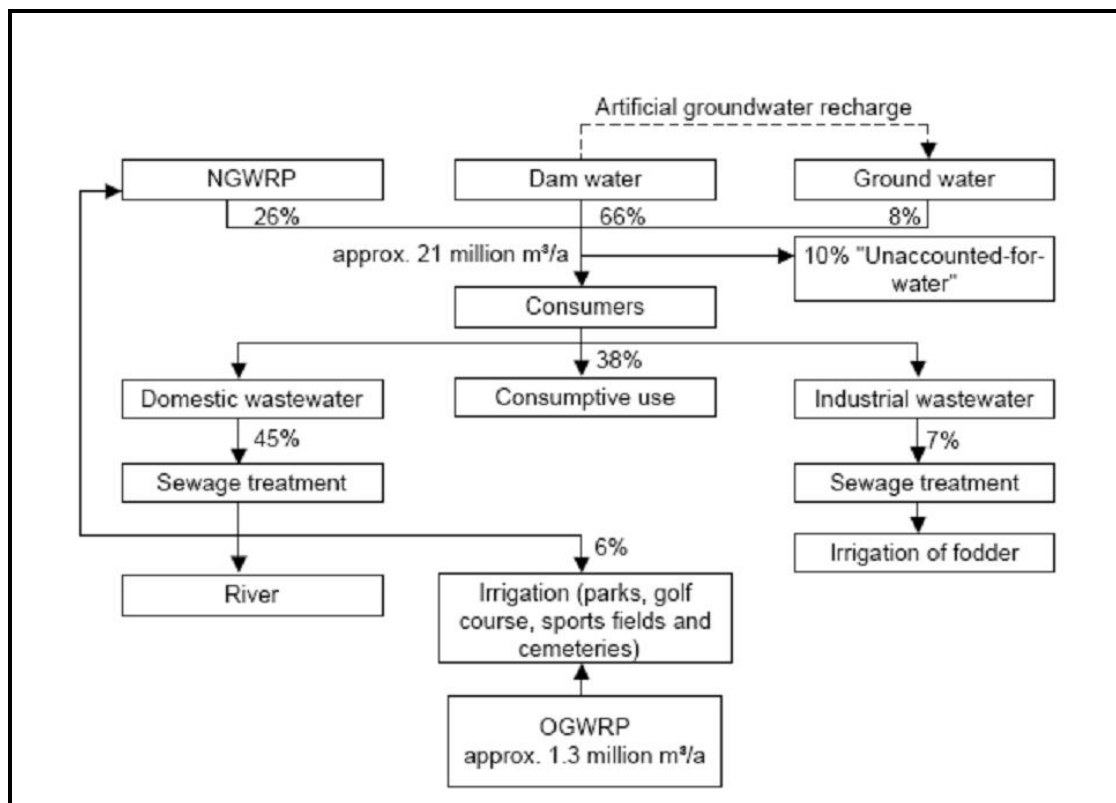 Artificial groundwater recharge
NGWRP
Dam water
Ground water
26%
66%
8%
approx. 21 million m³/a
10% "Unaccounted-for-
water"
Consumers
38%
Domestic wastewater
Consumptive use
Industrial wastewater
45%
7%
Sewage treatment
Sewage treatment
6%
Irrigation of fodder
River
Irrigation (parks, golf
course, sports fields and
cemeteries)
OGWRP
approx. 1.3 million m³/a